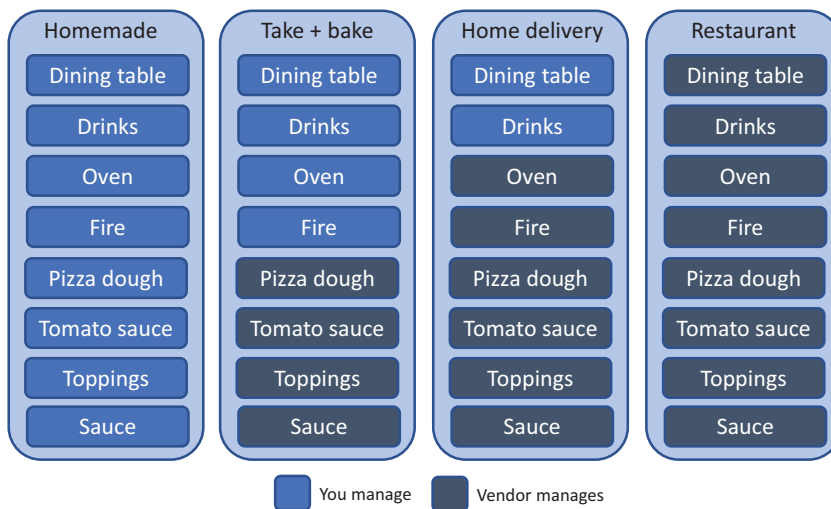 Homemade
Dining table
Drinks
Oven
Fire
Pizza dough
Tomato sauce
Toppings
Sauce
Take + bake
Dining table
Drinks
Oven
Fire
Pizza dough
Tomato sauce
Toppings
Sauce
Home delivery
Dining table
Drinks
Oven
Fire
Pizza dough
Tomato sauce
Toppings
Sauce
Restaurant
Dining table
Drinks
Oven
Fire
Pizza dough
Tomato sauce
Toppings
Sauce
You manage
Vendor manages